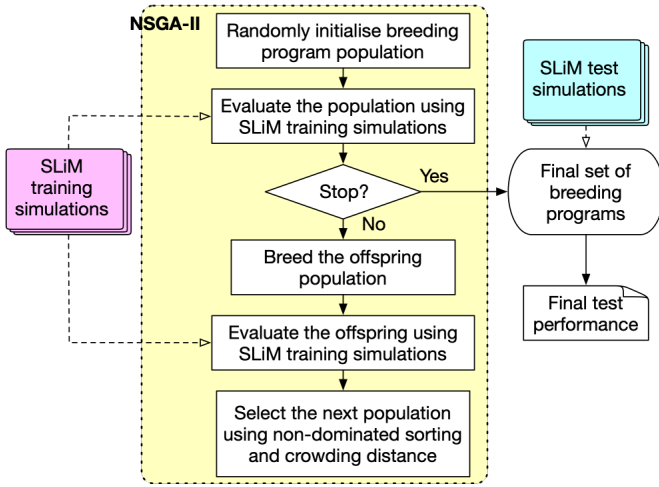 NSGA-II
Randomly initialise breeding
program population
Evaluate the population using
SLiM training simulations
SLiM test
simulations
SLiM
training
simulations
Stop?
Yes
No
Final set of
breeding
programs
Breed the offspring
population
Final test
performance
Evaluate the offspring using
SLiM training simulations
Select the next population
using non-dominated sorting
and crowding distance